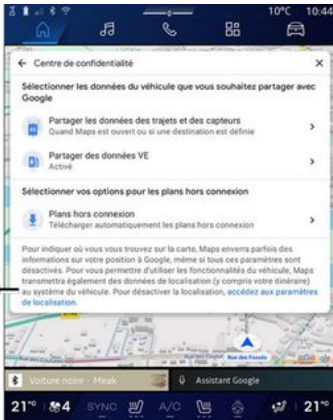 10°C 10:44
Centre de confidentialité
Sélectionner les données du véhicule que vous souhaitez partager avec
Google
Partager les données des trajets et des capteurs
Quand Maps est ouvert ou si une destination est définie
Partager des données VE
Activé
Sélectionner vos options pour les plans hors connexion
Plans hors connexion
Télécharger automatiquement les plans hors connexion
Pour indiquer où vous vous trouvez sur la carte, Maps enverra parfois des
informations sur votre position à Google, même si tous ces paramètres sont
désactivés. Pour vous permettre d'utiliser les fonctionnalités du véhicule, Maps
transmettra également des données de localisation (y compris votre itinéraire)
au système du véhicule. Pour désactiver la localisation, accédez aux paramètres
de localisation.
Rue des Fossés
Google
Voiture noire - Meak
Assistant Google
21°° 4 SYNC A/C 21°°